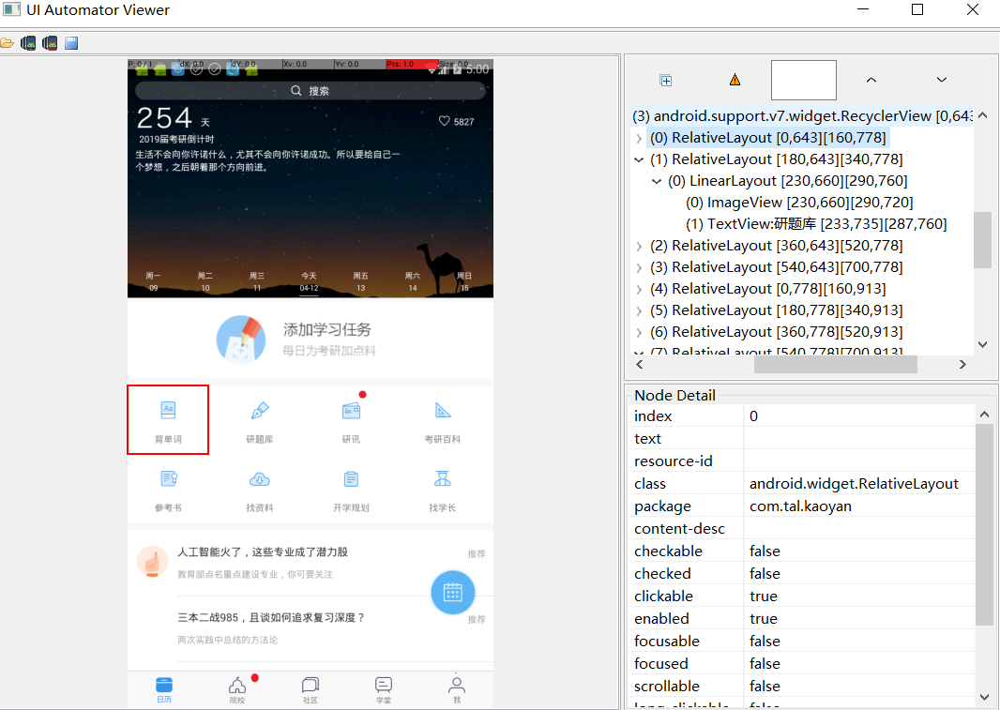 UI Automator Viewer
P: 0 / 1 dX: 0.0 dY: 0.0 Xv: 0.0 Yv: 0.0 Prs: 1.0 Size: 0.0
5:00
搜索
254 天
5827
2019届考研倒计时
生活不会向你许诺什么，尤其不会向你许诺成功。所以要给自己一
个梦想，之后朝着那个方向前进。
周一 周二 周三 今天 周五 周六 周日
09 10 11 04-12 13 14 15
添加学习任务
每日为考研加点料
Aa
背单词 研题库 研讯 考研百科
参考书 找资料 开学规划 找学长
人工智能火了，这些专业成了潜力股
推荐
教育部点名重点建设专业，你可要关注
三本二战985，且谈如何追求复习深度？
推荐
两次实践中总结的方法论
日历 院校 社区 学堂 我
(3) android.support.v7.widget.RecyclerView [0,643
(0) RelativeLayout [0,643][160,778]
(1) RelativeLayout [180,643][340,778]
(0) LinearLayout [230,660][290,760]
(0) ImageView [230,660][290,720]
(1) TextView:研题库 [233,735][287,760]
(2) RelativeLayout [360,643][520,778]
(3) RelativeLayout [540,643][700,778]
(4) RelativeLayout [0,778][160,913]
(5) RelativeLayout [180,778][340,913]
(6) RelativeLayout [360,778][520,913]
(7) RelativeLayout [540,778][700,913]
Node Detail
index 0
text
resource-id
class android.widget.RelativeLayout
package com.tal.kaoyan
content-desc
checkable false
checked false
clickable true
enabled true
focusable false
focused false
scrollable false
long-clickable false